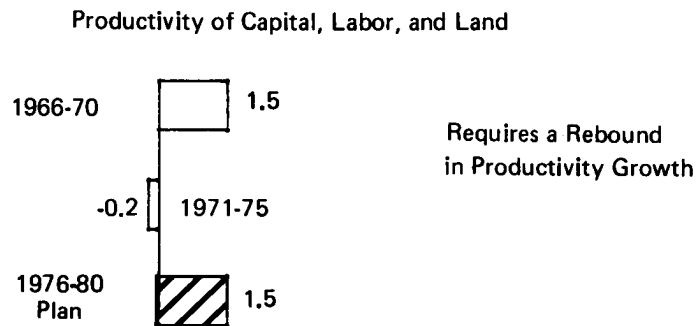 Productivity of Capital, Labor, and Land
1966-70
1.5
Requires a Rebound
in Productivity Growth
-0.2
1971-75
1976-80
Plan
1.5